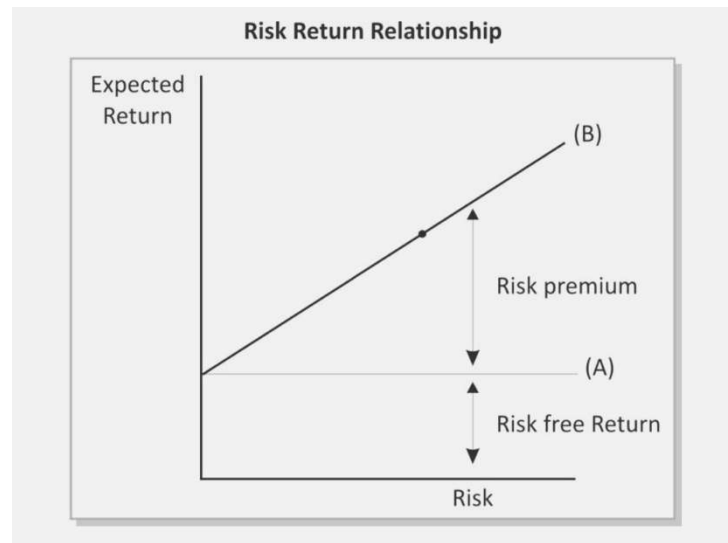 Risk Return Relationship
Expected
Return
(B)
Risk premium
(A)
Risk free Return
Risk